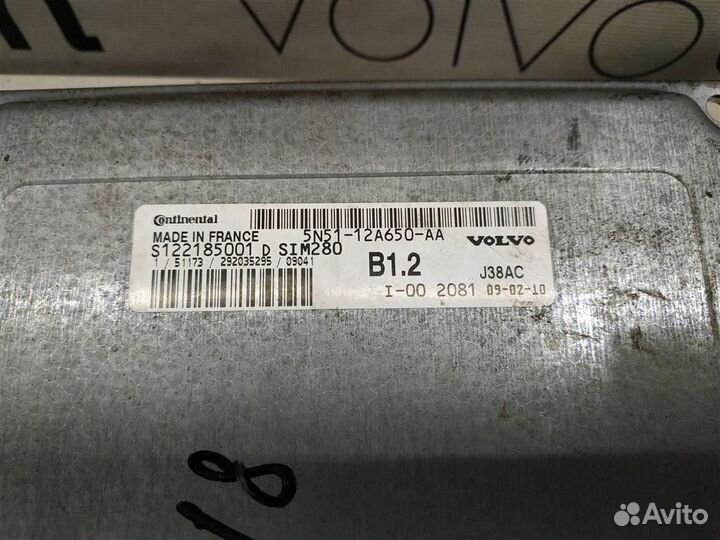 VOLVO
Continental
5N51-12A650-AA
VOLVO
MADE IN FRANCE
S122185001 D SIM280
1 / 51173 / 292035295 / 09041
B1.2
J38AC
I-00 2081 09-02-10
18
Avito